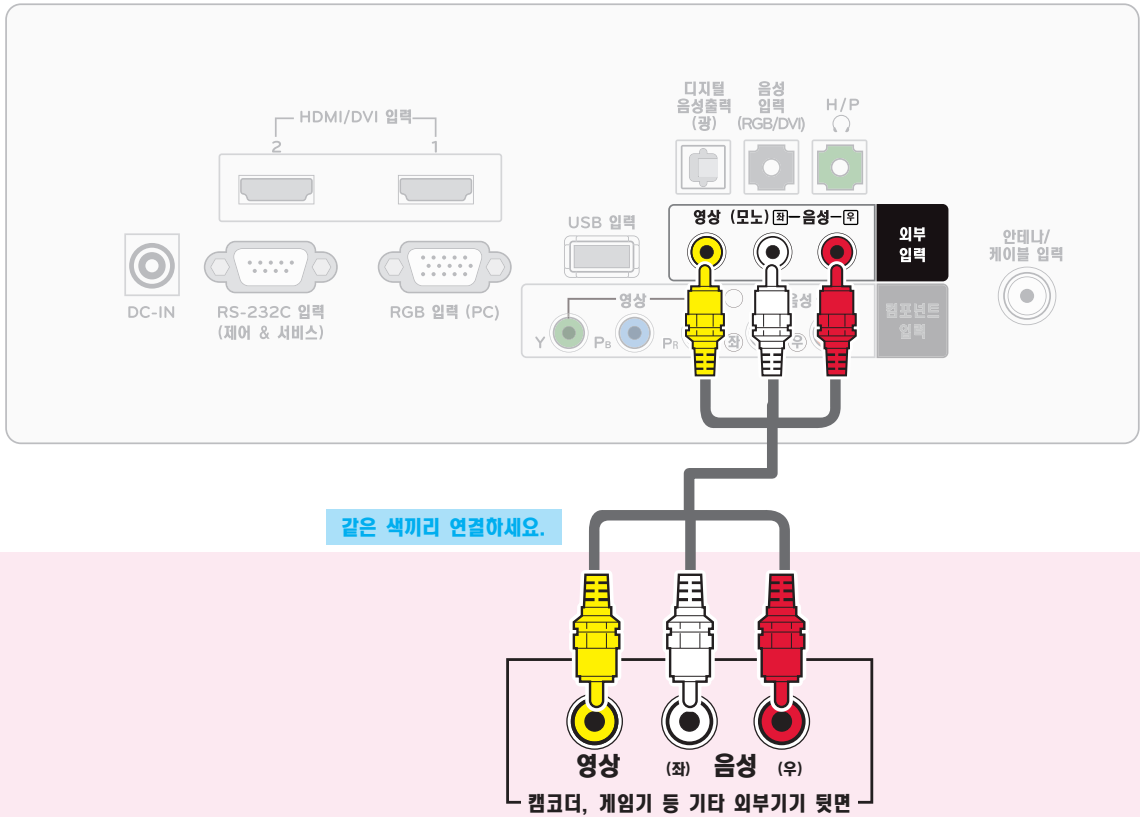 디지털
음성출력
(광)
음성
입력
(RGB/DVI)
H/P
HDMI/DVI 입력
2
1
USB 입력
영상 (모노) 좌 음성 우
외부
입력
안테나/
케이블 입력
DC-IN
RS-232C 입력
(제어 & 서비스)
RGB 입력 (PC)
영상
음성
Y
PB
PR
좌
우
컴포넌트
입력
같은 색끼리 연결하세요.
영상
(좌) 음성 (우)
캠코더, 게임기 등 기타 외부기기 뒷면